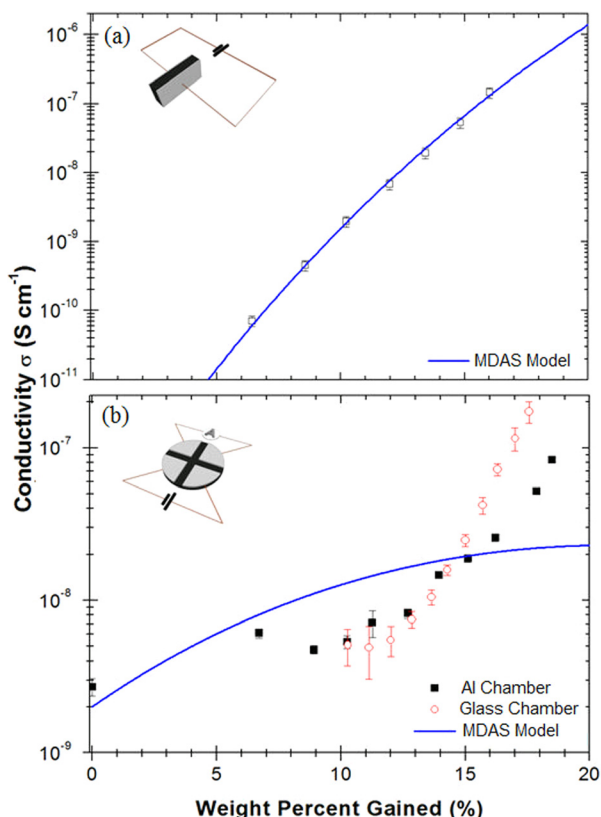 (a)
10⁻⁶
10⁻⁷
10⁻⁸
10⁻⁹
10⁻¹⁰
10⁻¹¹
MDAS Model
Conductivity σ (S cm⁻¹)
(b)
A
10⁻⁷
10⁻⁸
10⁻⁹
Al Chamber
Glass Chamber
MDAS Model
0 5 10 15 20
Weight Percent Gained (%)